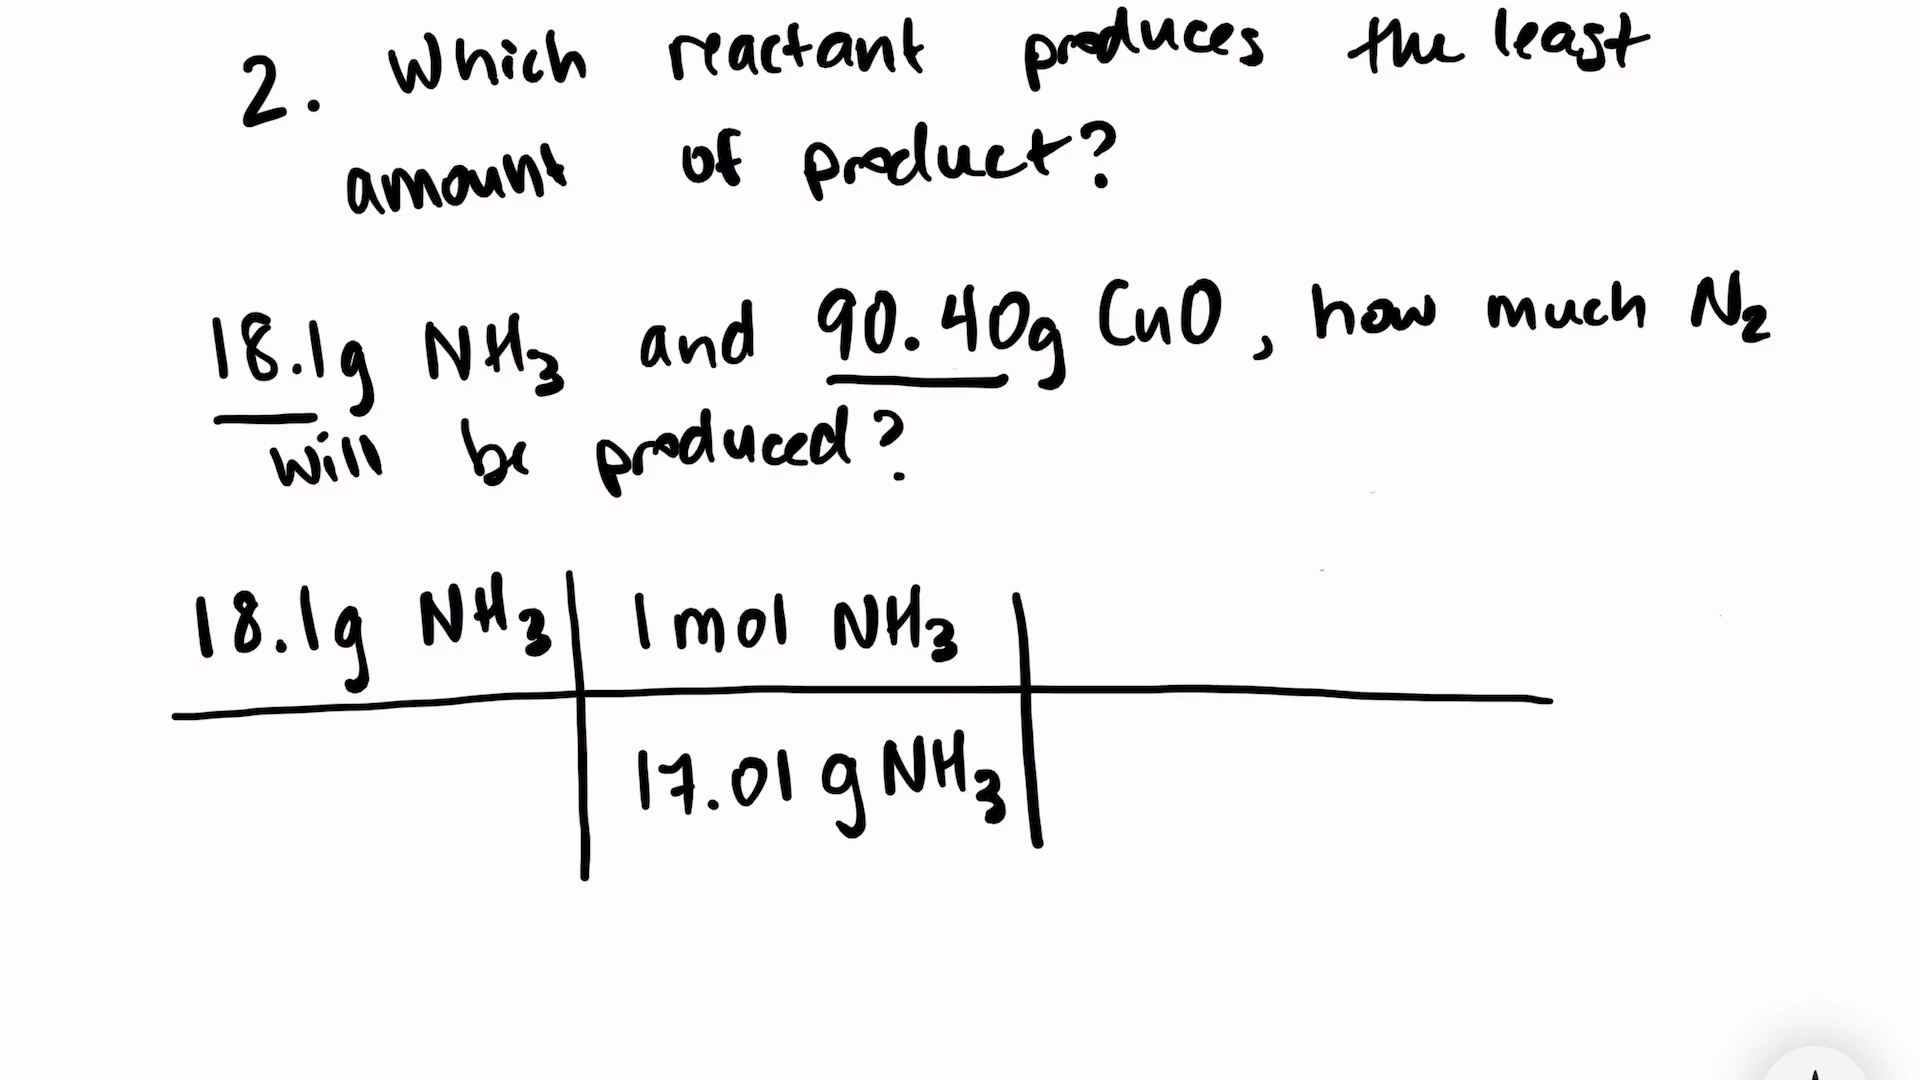 2. Which reactant produces the least
amount of product?
18.1g NH₃ and 90.40g CuO, how much N₂
will be produced?
18.1g NH₃ 1 mol NH₃
17.01 g NH₃